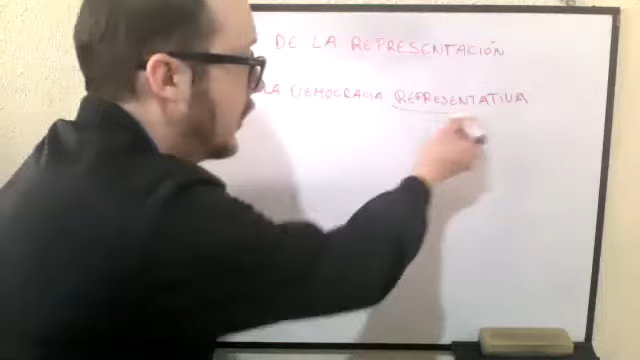 DE LA REPRESENTACIÓN
LA DEMOCRACIA REPRESENTATIVA